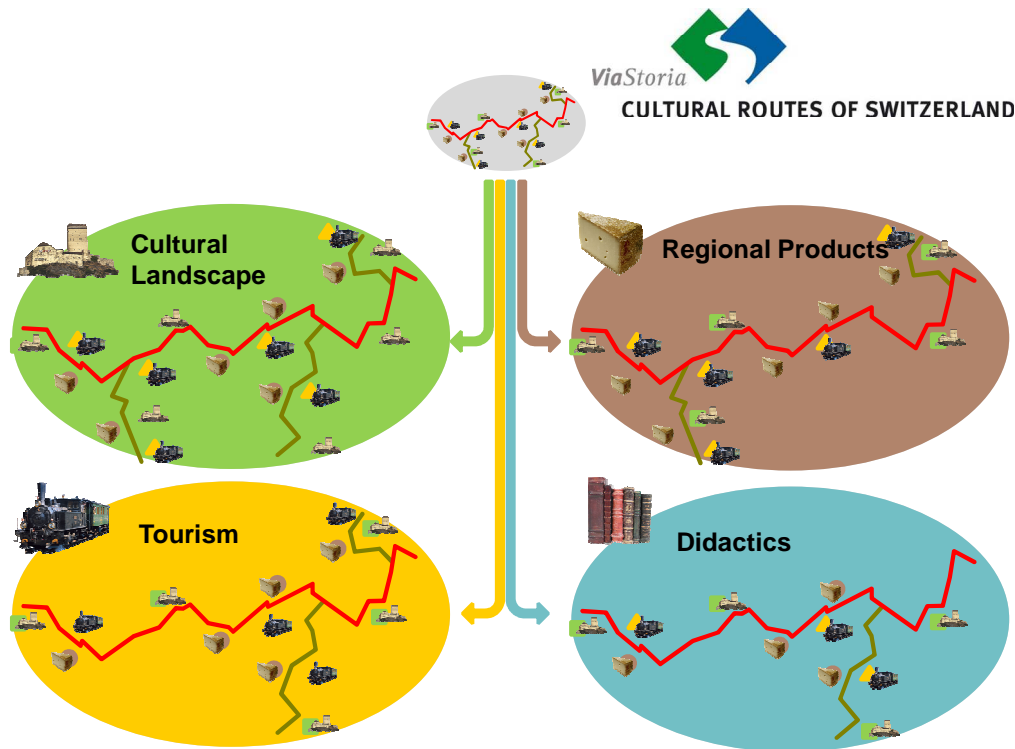 ViaStoria
CULTURAL ROUTES OF SWITZERLAND
Cultural
Landscape
Regional Products
Tourism
Didactics